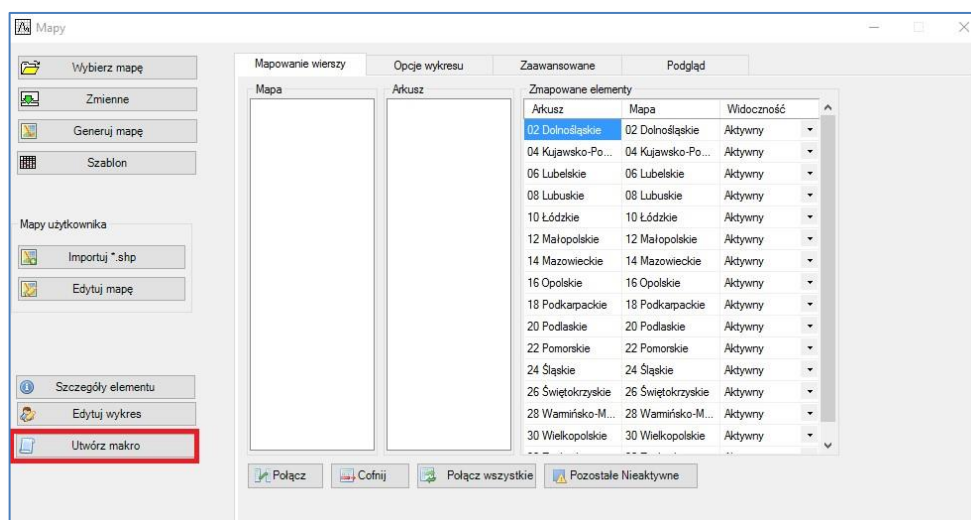 Mapy
Wybierz mapę
Zmienne
Generuj mapę
Szablon
Mapy użytkownika
Importuj *.shp
Edytuj mapę
Szczegóły elementu
Edytuj wykres
Utwórz makro
Mapowanie wierszy Opcje wykresu Zaawansowane Podgląd
Mapa Arkusz Zmapowane elementy
Arkusz Mapa Widoczność
02 Dolnośląskie 02 Dolnośląskie Aktywny
04 Kujawsko-Po... 04 Kujawsko-Po... Aktywny
06 Lubelskie 06 Lubelskie Aktywny
08 Lubuskie 08 Lubuskie Aktywny
10 Łódzkie 10 Łódzkie Aktywny
12 Małopolskie 12 Małopolskie Aktywny
14 Mazowieckie 14 Mazowieckie Aktywny
16 Opolskie 16 Opolskie Aktywny
18 Podkarpackie 18 Podkarpackie Aktywny
20 Podlaskie 20 Podlaskie Aktywny
22 Pomorskie 22 Pomorskie Aktywny
24 Śląskie 24 Śląskie Aktywny
26 Świętokrzyskie 26 Świętokrzyskie Aktywny
28 Warmińsko-M... 28 Warmińsko-M... Aktywny
30 Wielkopolskie 30 Wielkopolskie Aktywny
Połącz Cofnij Połącz wszystkie Pozostałe Nieaktywne